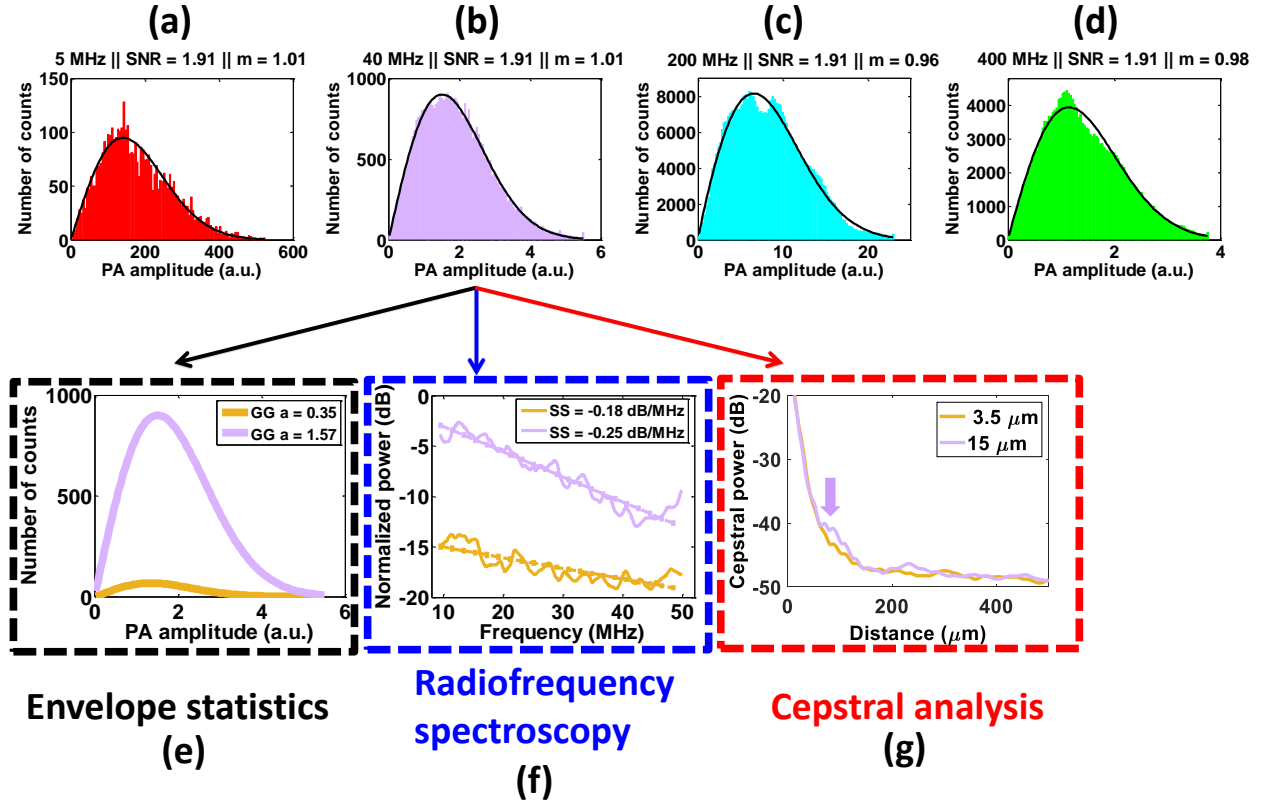 (a)
(b)
(c)
(d)
5 MHz || SNR = 1.91 || m = 1.01
40 MHz || SNR = 1.91 || m = 1.01
200 MHz || SNR = 1.91 || m = 0.96
400 MHz || SNR = 1.91 || m = 0.98
Number of counts
150
100
50
0
0 200 400 600
PA amplitude (a.u.)
Number of counts
1000
500
0
0 2 4 6
PA amplitude (a.u.)
Number of counts
8000
6000
4000
2000
0
0 10 20
PA amplitude (a.u.)
Number of counts
4000
3000
2000
1000
0
0 2 4
PA amplitude (a.u.)
Number of counts
1000
500
0
GG a = 0.35
GG a = 1.57
0 2 4 6
PA amplitude (a.u.)
Normalized power (dB)
0
-5
-10
-15
-20
SS = -0.18 dB/MHz
SS = -0.25 dB/MHz
10 20 30 40 50
Frequency (MHz)
Cepstral power (dB)
-20
-30
-40
-50
3.5 μm
15 μm
0 200 400
Distance (μm)
Envelope statistics
(e)
Radiofrequency
spectroscopy
(f)
Cepstral analysis
(g)